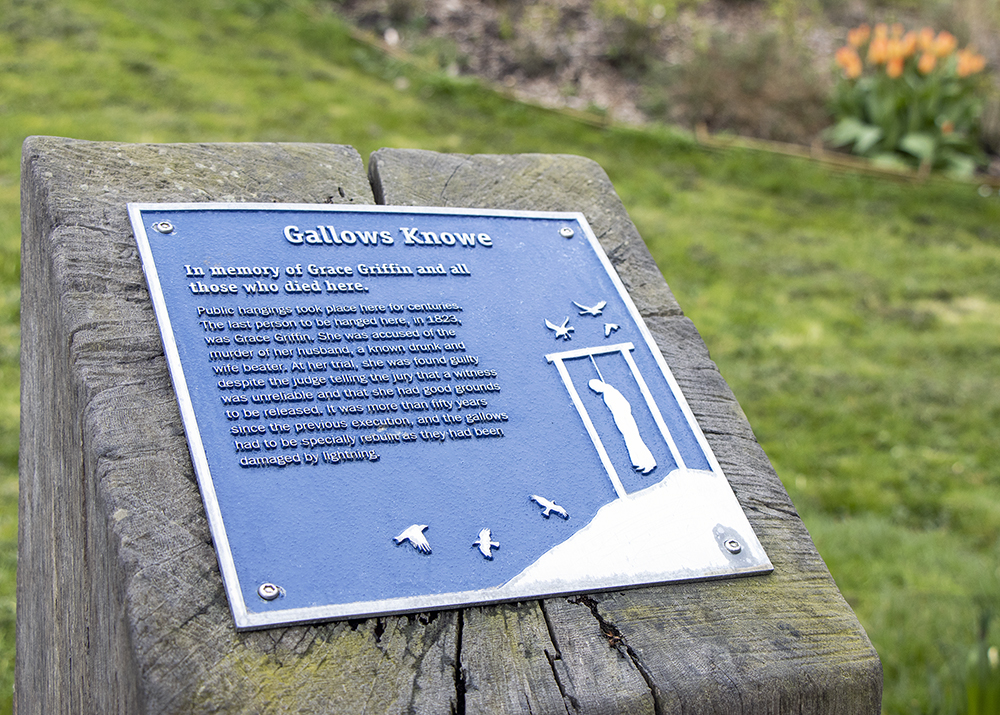 Gallows Knowe
In memory of Grace Griffin and all
those who died here.
Public hangings took place here for centuries.
The last person to be hanged here, in 1823,
was Grace Griffin. She was accused of the
murder of her husband, a known drunk and
wife beater. At her trial, she was found guilty
despite the judge telling the jury that a witness
was unreliable and that she had good grounds
to be released. It was more than fifty years
since the previous execution, and the gallows
had to be specially rebuilt as they had been
damaged by lightning.